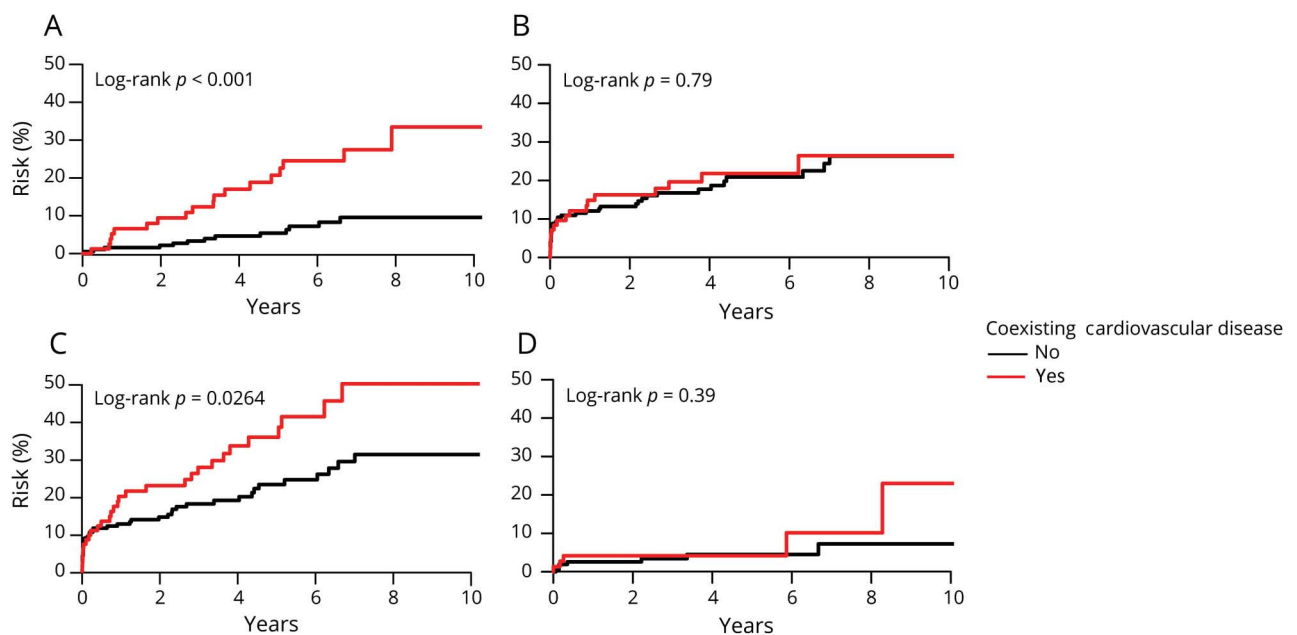 A
Log-rank p < 0.001
50
40
30
20
10
0
Risk (%)
0 2 4 6 8 10
Years
B
Log-rank p = 0.79
50
40
30
20
10
0
0 2 4 6 8 10
Years
C
Log-rank p = 0.0264
50
40
30
20
10
0
Risk (%)
0 2 4 6 8 10
Years
D
Log-rank p = 0.39
50
40
30
20
10
0
0 2 4 6 8 10
Years
Coexisting cardiovascular disease
No
Yes